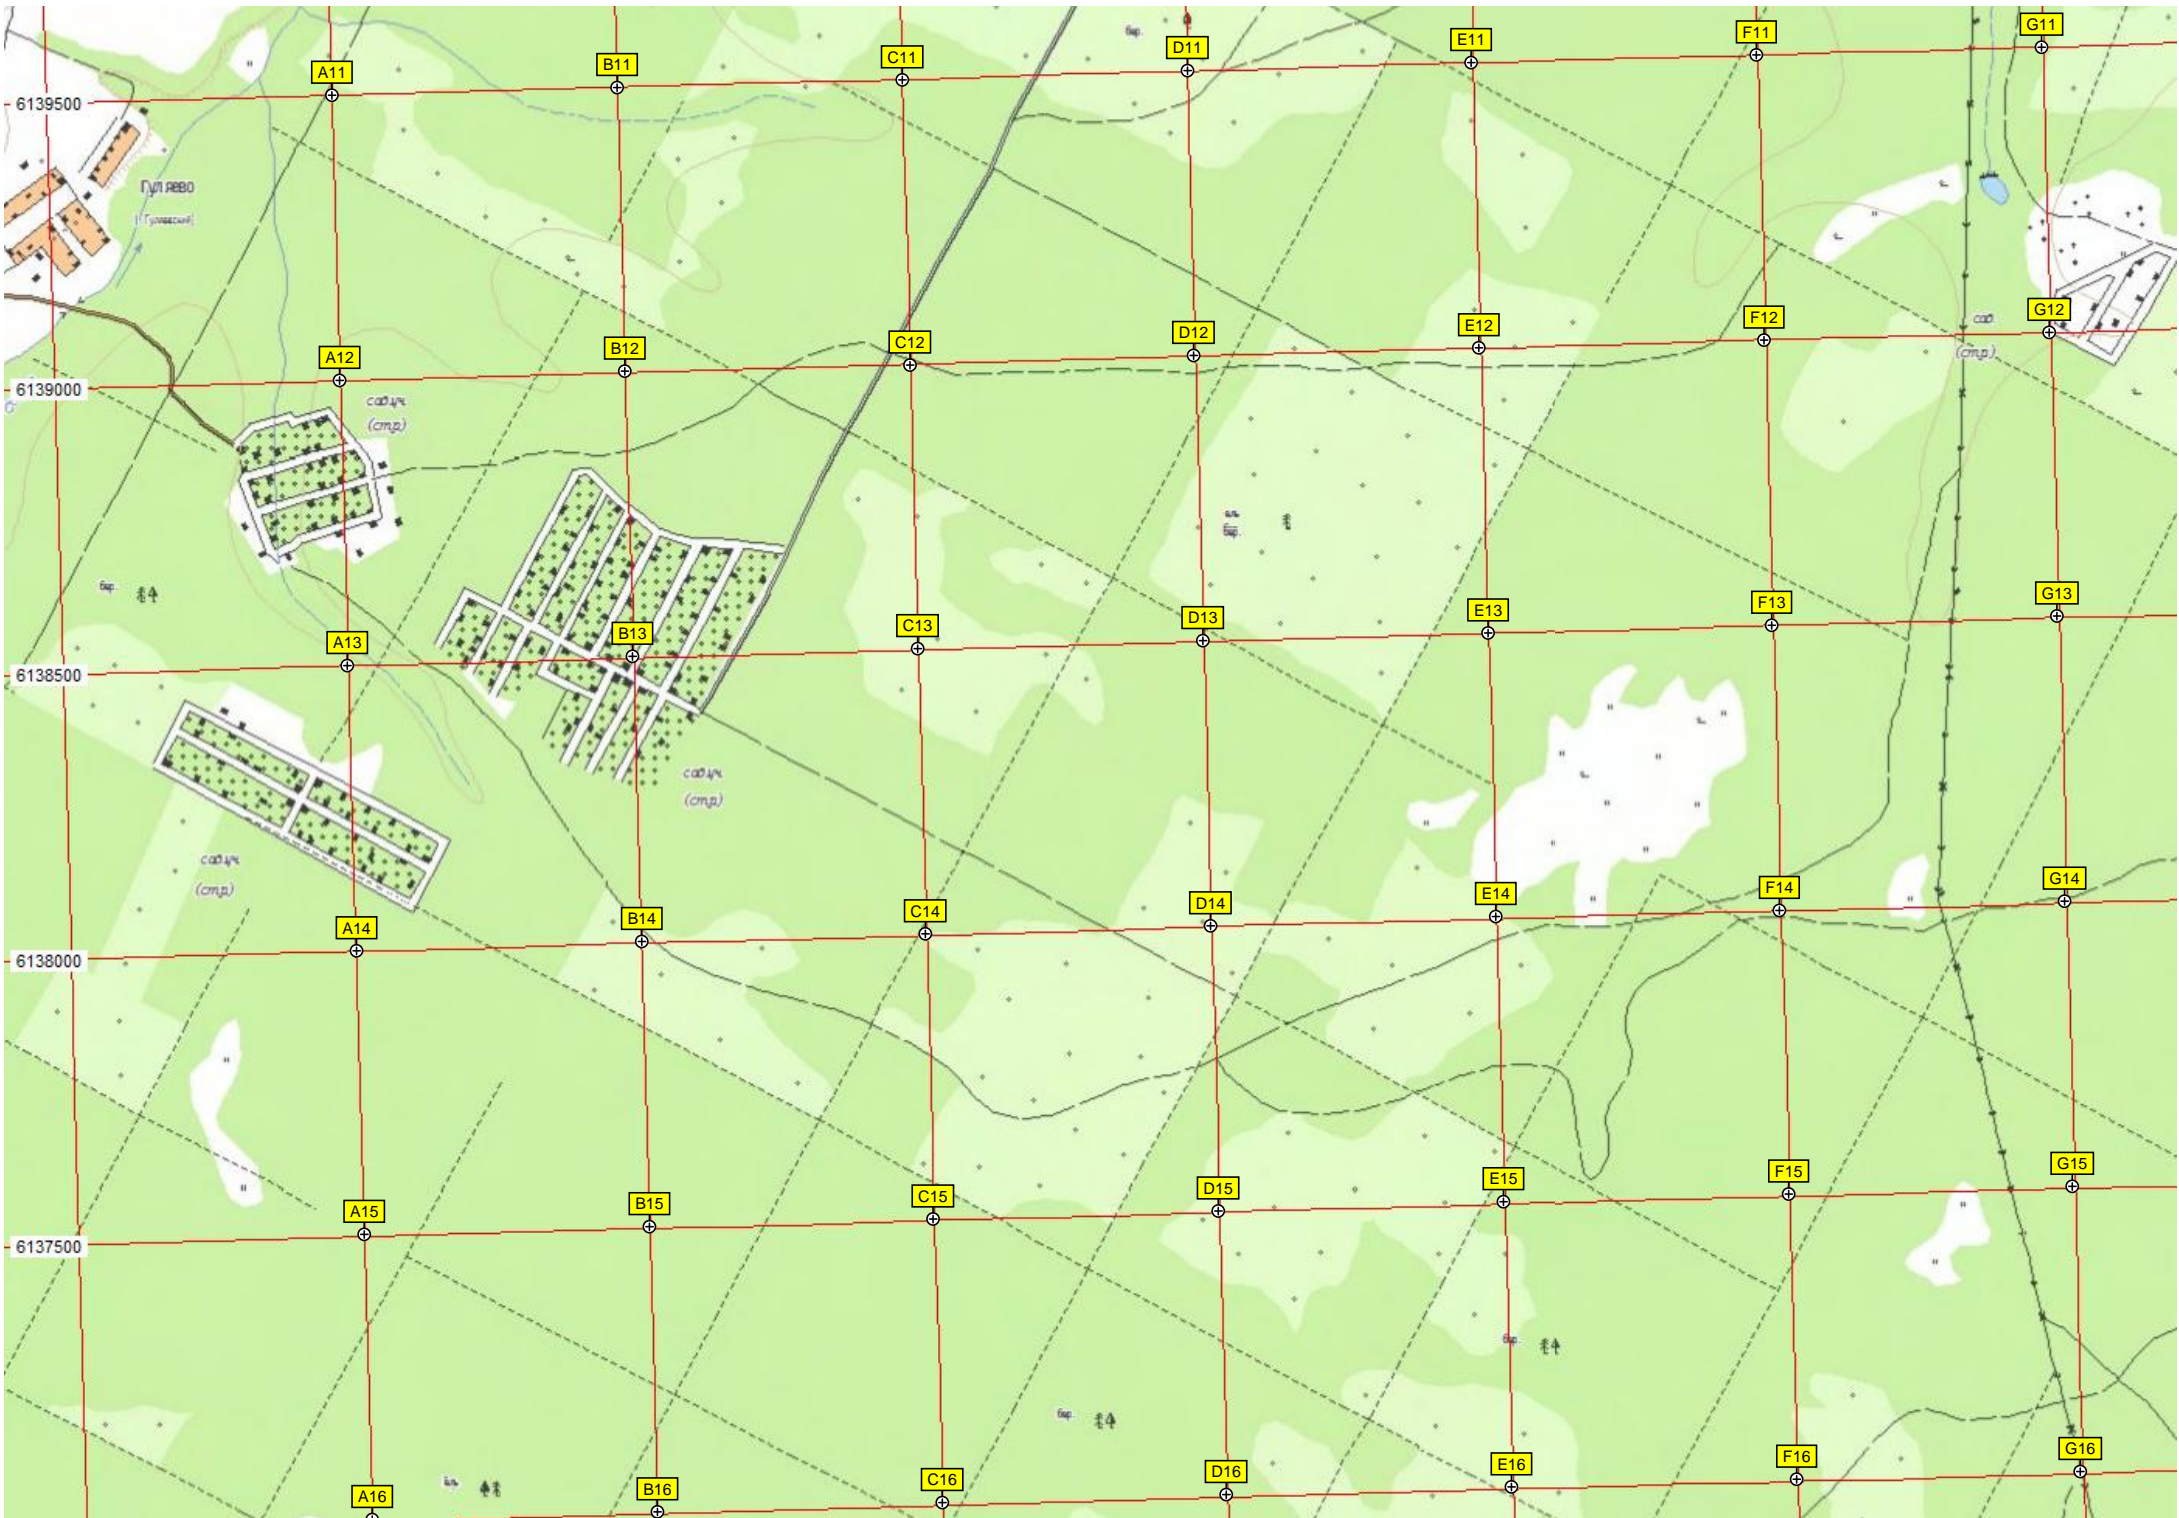 A11 B11 C11 D11 E11 F11 G11
6139500
Гуляево
A12 B12 C12 D12 E12 F12 G12
6139000
сад.
(стр.)
сад.уч.
(стр.)
бер.
A13 B13 C13 D13 E13 F13 G13
6138500
сад.уч.
(стр.)
сад.уч.
(стр.)
A14 B14 C14 D14 E14 F14 G14
6138000
A15 B15 C15 D15 E15 F15 G15
6137500
бер.
бер.
A16 B16 C16 D16 E16 F16 G16